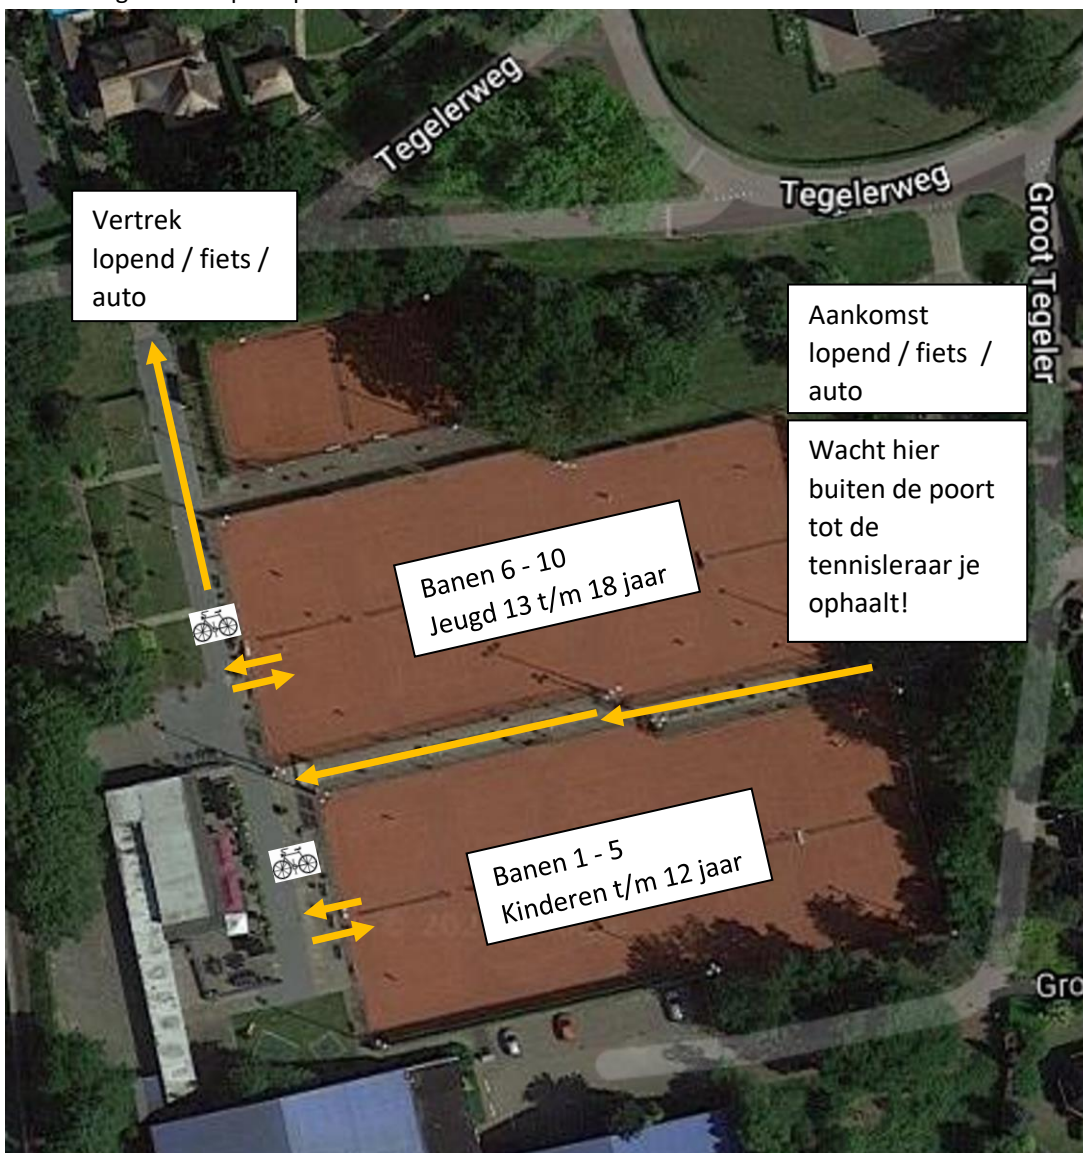 Tegelerweg
Tegelerweg
Groot Tegeler
Vertrek
lopend / fiets /
auto
Aankomst
lopend / fiets /
auto
Wacht hier
buiten de poort
tot de
tennisleraar je
ophaalt!
Banen 6 - 10
Jeugd 13 t/m 18 jaar
Banen 1 - 5
Kinderen t/m 12 jaar
Gro